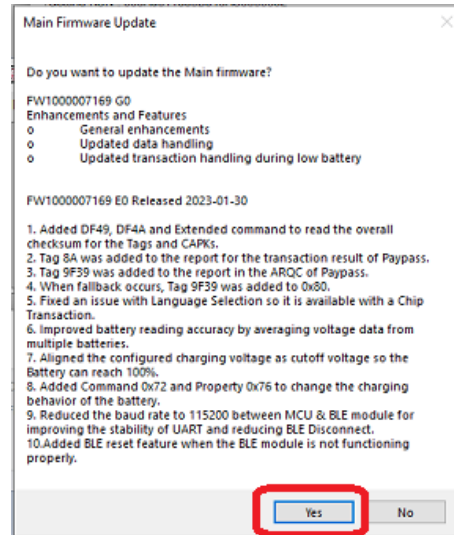 Main Firmware Update
Do you want to update the Main firmware?
FW1000007169 G0
Enhancements and Features
o General enhancements
o Updated data handling
o Updated transaction handling during low battery
FW1000007169 E0 Released 2023-01-30
1. Added DF49, DF4A and Extended command to read the overall
checksum for the Tags and CAPKs.
2. Tag 8A was added to the report for the transaction result of Paypass.
3. Tag 9F39 was added to the report in the ARQC of Paypass.
4. When fallback occurs, Tag 9F39 was added to 0x80.
5. Fixed an issue with Language Selection so it is available with a Chip
Transaction.
6. Improved battery reading accuracy by averaging voltage data from
multiple batteries.
7. Aligned the configured charging voltage as cutoff voltage so the
Battery can reach 100%.
8. Added Command 0x72 and Property 0x76 to change the charging
behavior of the battery.
9. Reduced the baud rate to 115200 between MCU & BLE module for
improving the stability of UART and reducing BLE Disconnect.
10.Added BLE reset feature when the BLE module is not functioning
properly.
Yes No